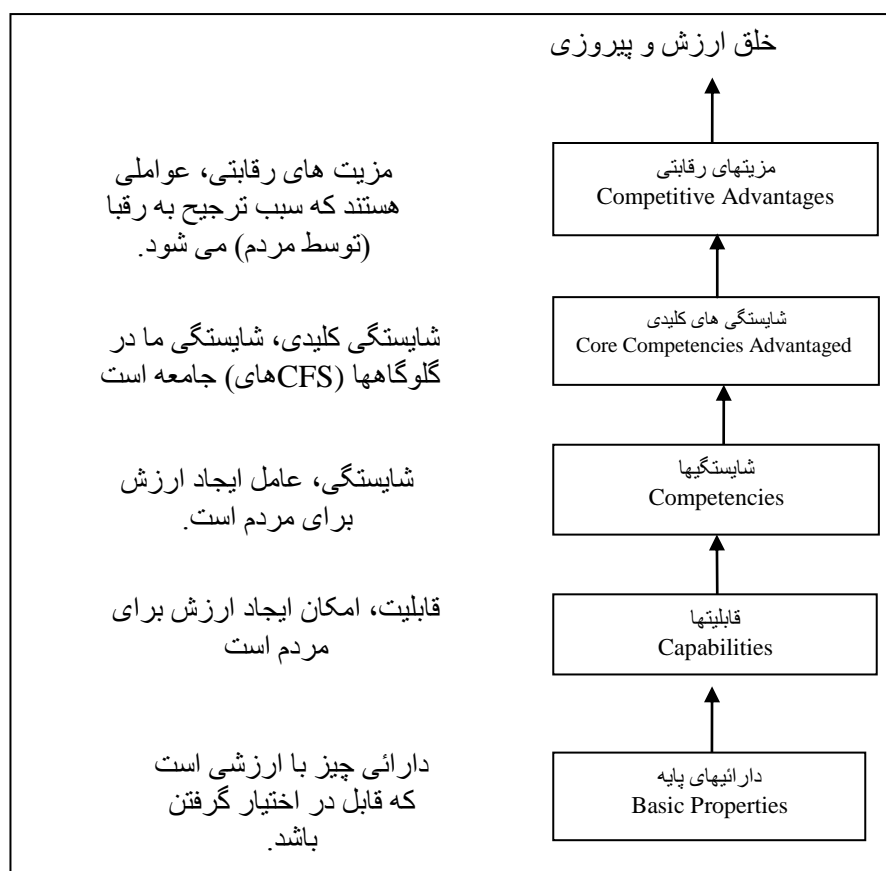 خلق ارزش و پیروزی
مزیت های رقابتی، عواملی
هستند که سبب ترجیح به رقبا
(توسط مردم) می شود.
مزیتهای رقابتی
Competitive Advantages
شایستگی کلیدی، شایستگی ما در
گلوگاهها (CFSهای) جامعه است
شایستگی های کلیدی
Core Competencies Advantaged
شایستگی، عامل ایجاد ارزش
برای مردم است.
شایستگیها
Competencies
قابلیت، امکان ایجاد ارزش برای
مردم است
قابلیتها
Capabilities
دارائی چیز با ارزشی است
که قابل در اختیار گرفتن
باشد.
دارائیهای پایه
Basic Properties